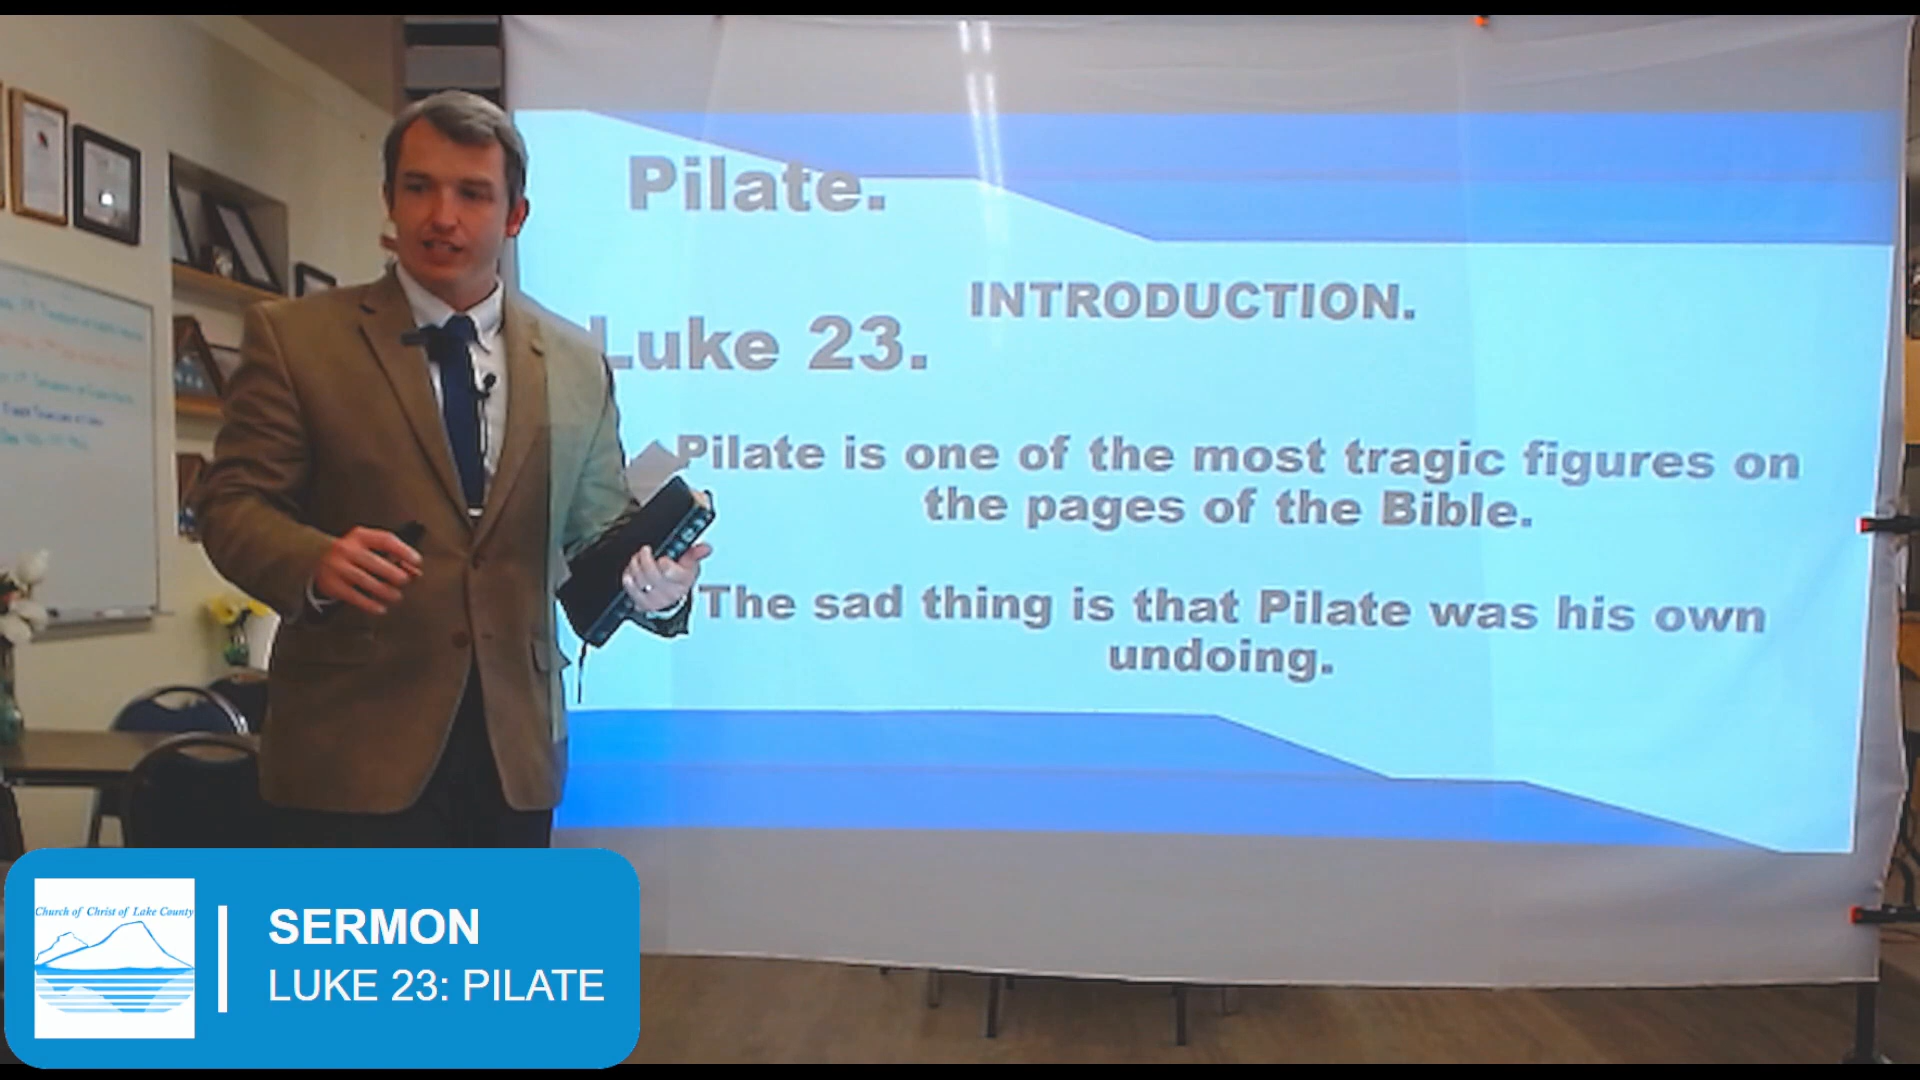 Pilate.
INTRODUCTION.
Luke 23.
Pilate is one of the most tragic figures on
the pages of the Bible.
The sad thing is that Pilate was his own
undoing.
Church of Christ of Lake County
SERMON
LUKE 23: PILATE